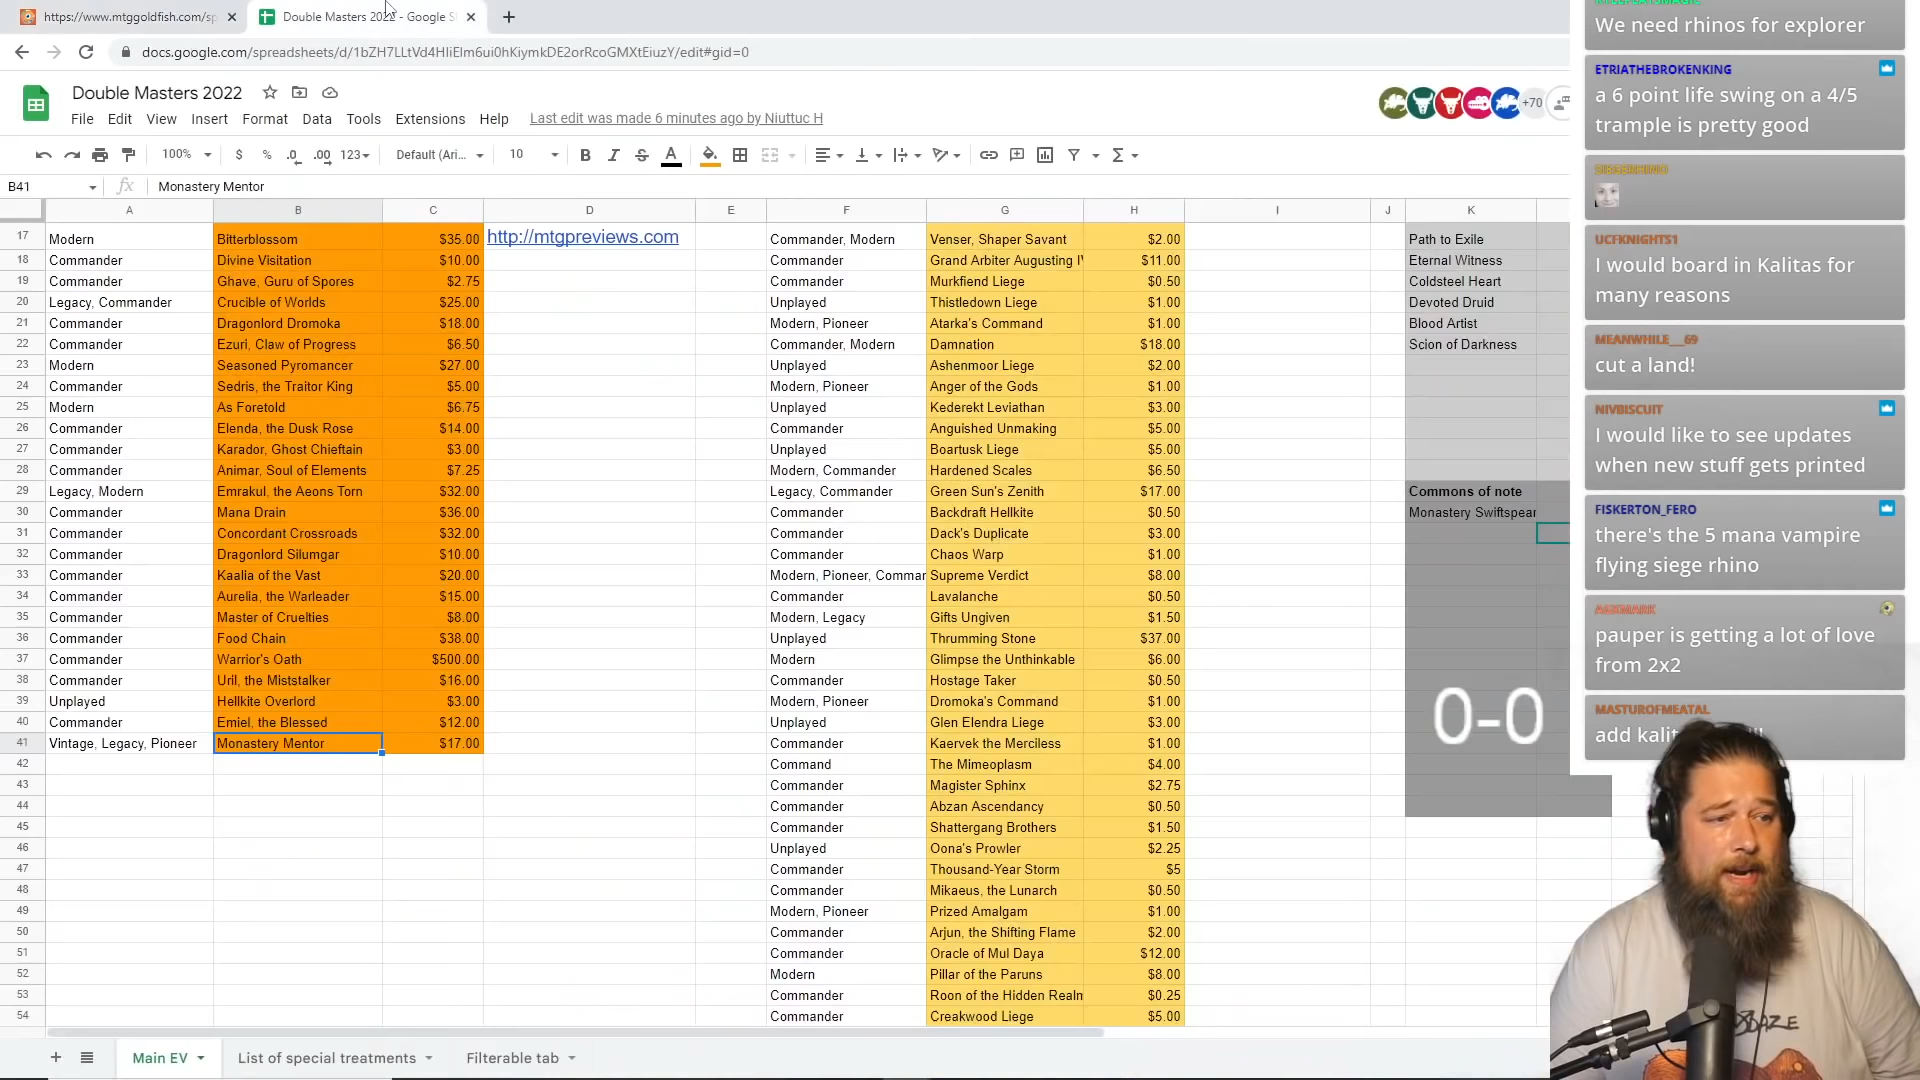 https://www.mtggoldfish.com/sp
Double Masters 2022 - Google S
docs.google.com/spreadsheets/d/1bZH7LLtVd4HIiElm6ui0hKiymkDE2orRcoGMXtEiuzY/edit#gid=0
Double Masters 2022
+70
File Edit View Insert Format Data Tools Extensions Help Last edit was made 6 minutes ago by Niuttuc H
100% $ % .0 .00 123 Default (Ari... 10 B I S A
B41 fx Monastery Mentor
A B C D E F G H I J K
17 Modern Bitterblossom $35.00 http://mtgpreviews.com Commander, Modern Venser, Shaper Savant $2.00 Path to Exile
18 Commander Divine Visitation $10.00 Commander Grand Arbiter Augusting IV $11.00 Eternal Witness
19 Commander Ghave, Guru of Spores $2.75 Commander Murkfiend Liege $0.50 Coldsteel Heart
20 Legacy, Commander Crucible of Worlds $25.00 Unplayed Thistledown Liege $1.00 Devoted Druid
21 Commander Dragonlord Dromoka $18.00 Modern, Pioneer Atarka's Command $1.00 Blood Artist
22 Commander Ezuri, Claw of Progress $6.50 Commander, Modern Damnation $18.00 Scion of Darkness
23 Modern Seasoned Pyromancer $27.00 Unplayed Ashenmoor Liege $2.00
24 Commander Sedris, the Traitor King $5.00 Modern, Pioneer Anger of the Gods $1.00
25 Modern As Foretold $6.75 Unplayed Kederekt Leviathan $3.00
26 Commander Elenda, the Dusk Rose $14.00 Commander Anguished Unmaking $5.00
27 Commander Karador, Ghost Chieftain $3.00 Unplayed Boartusk Liege $5.00
28 Commander Animar, Soul of Elements $7.25 Modern, Commander Hardened Scales $6.50
29 Legacy, Modern Emrakul, the Aeons Torn $32.00 Legacy, Commander Green Sun's Zenith $17.00 Commons of note
30 Commander Mana Drain $36.00 Commander Backdraft Hellkite $0.50 Monastery Swiftspear
31 Commander Concordant Crossroads $32.00 Commander Dack's Duplicate $3.00
32 Commander Dragonlord Silumgar $10.00 Commander Chaos Warp $1.00
33 Commander Kaalia of the Vast $20.00 Modern, Pioneer, Comman Supreme Verdict $8.00
34 Commander Aurelia, the Warleader $15.00 Commander Lavalanche $0.50
35 Commander Master of Cruelties $8.00 Modern, Legacy Gifts Ungiven $1.50
36 Commander Food Chain $38.00 Unplayed Thrumming Stone $37.00
37 Commander Warrior's Oath $500.00 Modern Glimpse the Unthinkable $6.00
38 Commander Uril, the Miststalker $16.00 Commander Hostage Taker $0.50
39 Unplayed Hellkite Overlord $3.00 Modern, Pioneer Dromoka's Command $1.00
40 Commander Emiel, the Blessed $12.00 Unplayed Glen Elendra Liege $3.00
41 Vintage, Legacy, Pioneer Monastery Mentor $17.00 Commander Kaervek the Merciless $1.00
42 Command The Mimeoplasm $4.00
43 Commander Magister Sphinx $2.75
44 Commander Abzan Ascendancy $0.50
45 Commander Shattergang Brothers $1.50
46 Unplayed Oona's Prowler $2.25
47 Commander Thousand-Year Storm $5
48 Commander Mikaeus, the Lunarch $0.50
49 Modern, Pioneer Prized Amalgam $1.00
50 Commander Arjun, the Shifting Flame $2.00
51 Commander Oracle of Mul Daya $12.00
52 Modern Pillar of the Paruns $8.00
53 Commander Roon of the Hidden Realm $0.25
54 Commander Creakwood Liege $5.00
0-0
Main EV List of special treatments Filterable tab
We need rhinos for explorer
ETRIATHEBROKENKING
a 6 point life swing on a 4/5
trample is pretty good
SIEGERHINO
UCFKNIGHTS1
I would board in Kalitas for
many reasons
MEANWHILE__69
cut a land!
NIVBISCUIT
I would like to see updates
when new stuff gets printed
FISKERTON_FERO
there's the 5 mana vampire
flying siege rhino
pauper is getting a lot of love
from 2x2
MASTUROFMEATAL
add